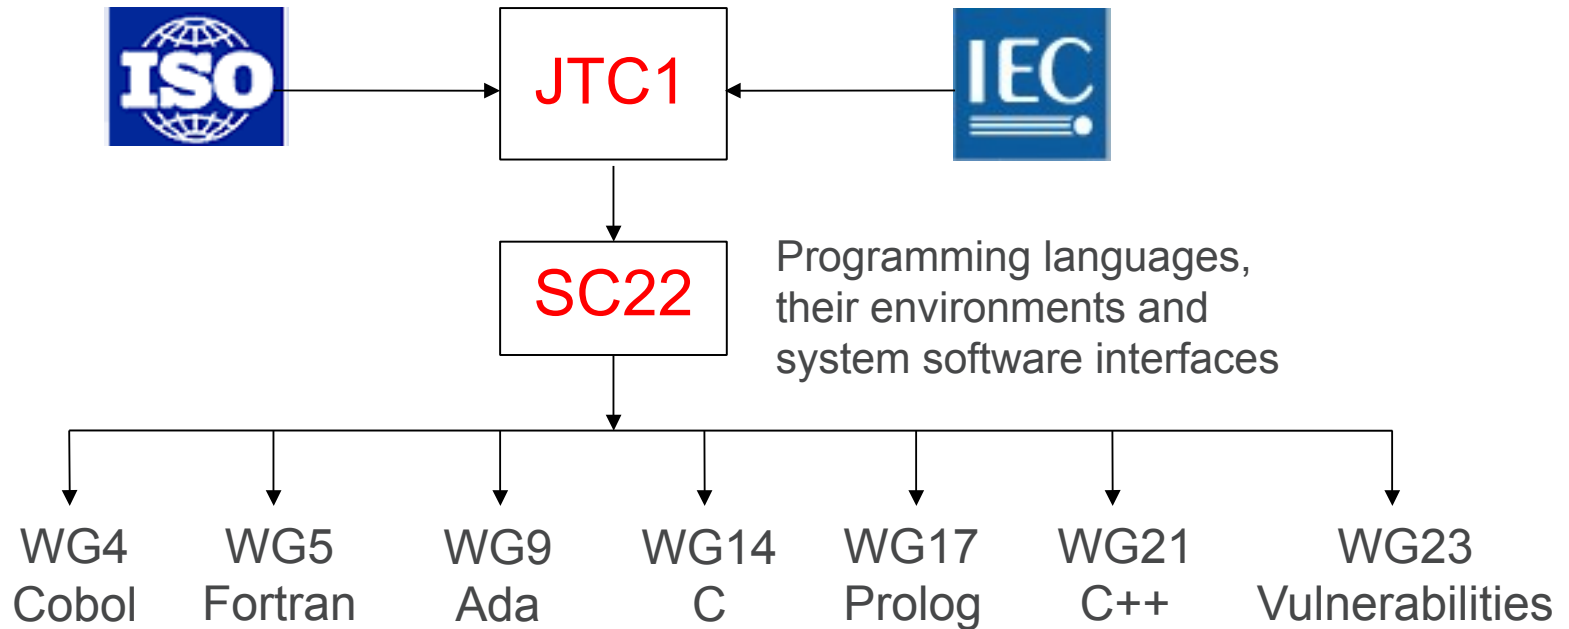 ISO
JTC1
IEC
SC22
Programming languages,
their environments and
system software interfaces
WG4
Cobol
WG5
Fortran
WG9
Ada
WG14
C
WG17
Prolog
WG21
C++
WG23
Vulnerabilities